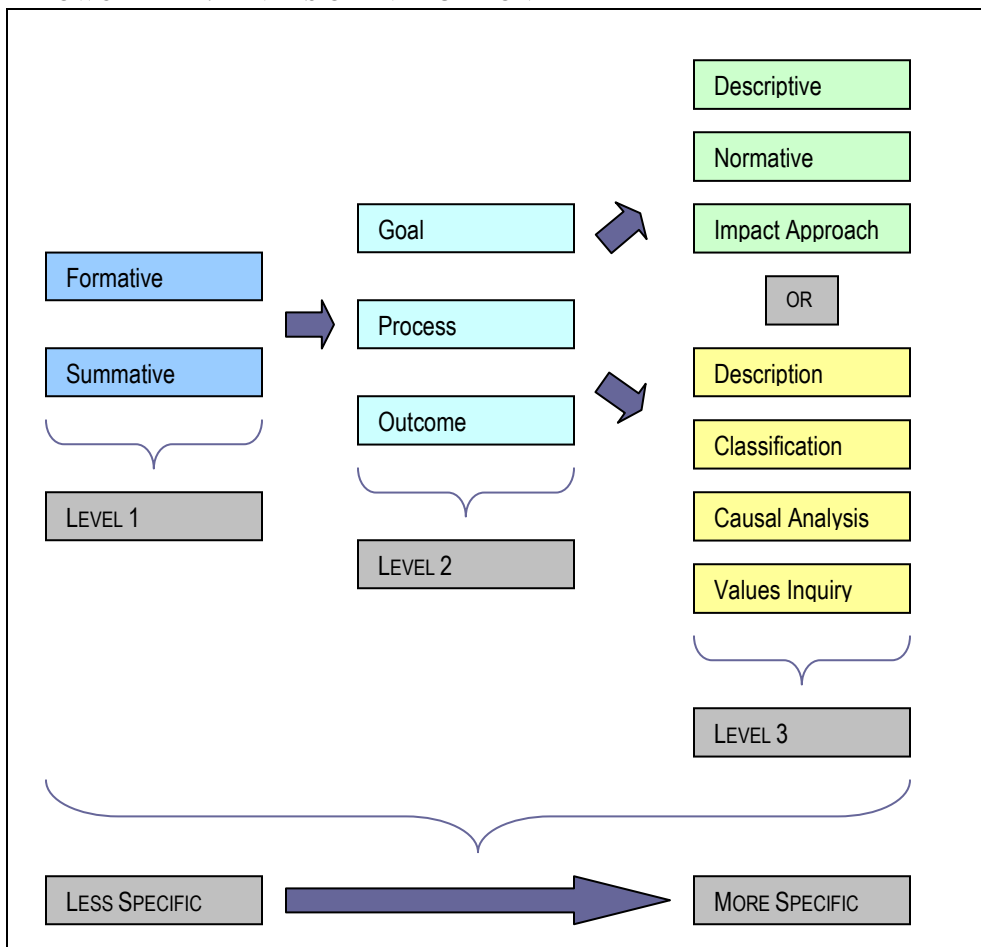 Formative
Summative
LEVEL 1
Goal
Process
Outcome
LEVEL 2
Descriptive
Normative
Impact Approach
OR
Description
Classification
Causal Analysis
Values Inquiry
LEVEL 3
LESS SPECIFIC
MORE SPECIFIC